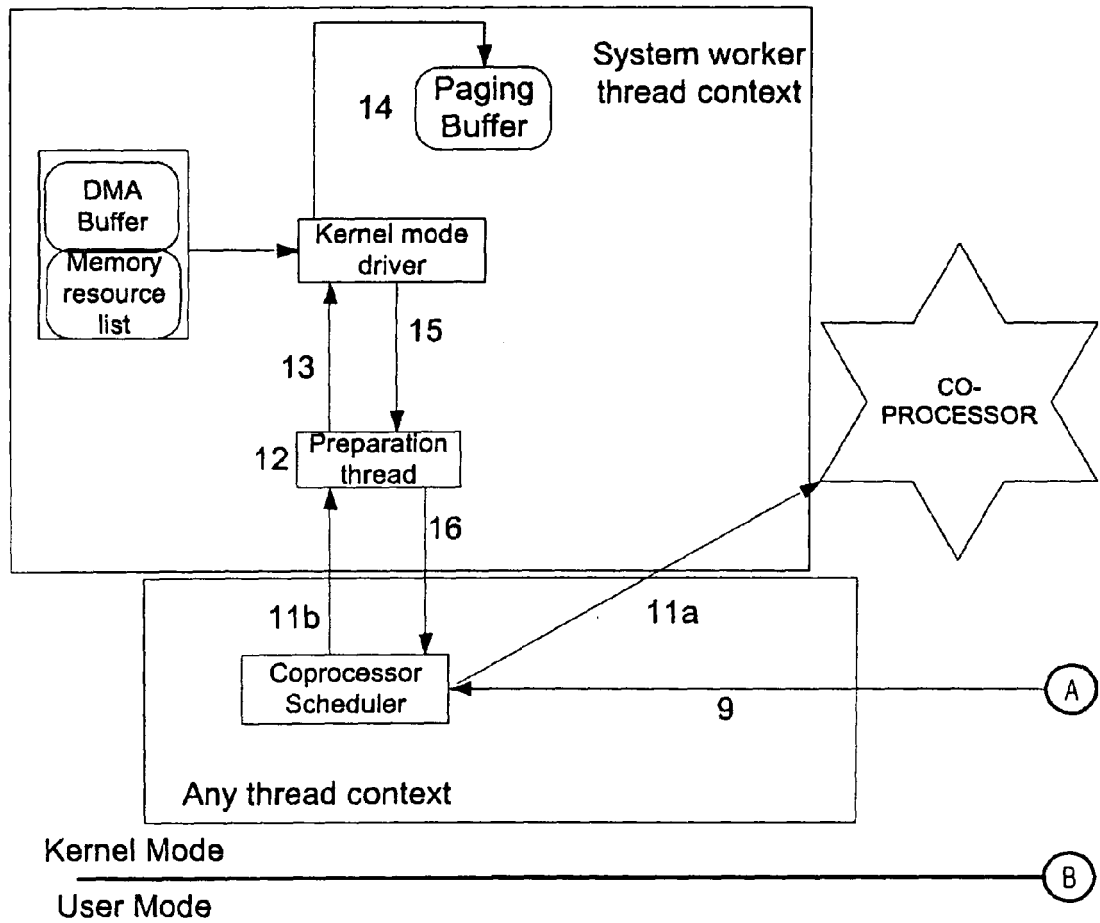 System worker
thread context
14
Paging
Buffer
DMA
Buffer
Memory
resource
list
Kernel mode
driver
13
15
12
Preparation
thread
16
CO-
PROCESSOR
11b
11a
Coprocessor
Scheduler
9
A
Any thread context
Kernel Mode
B
User Mode